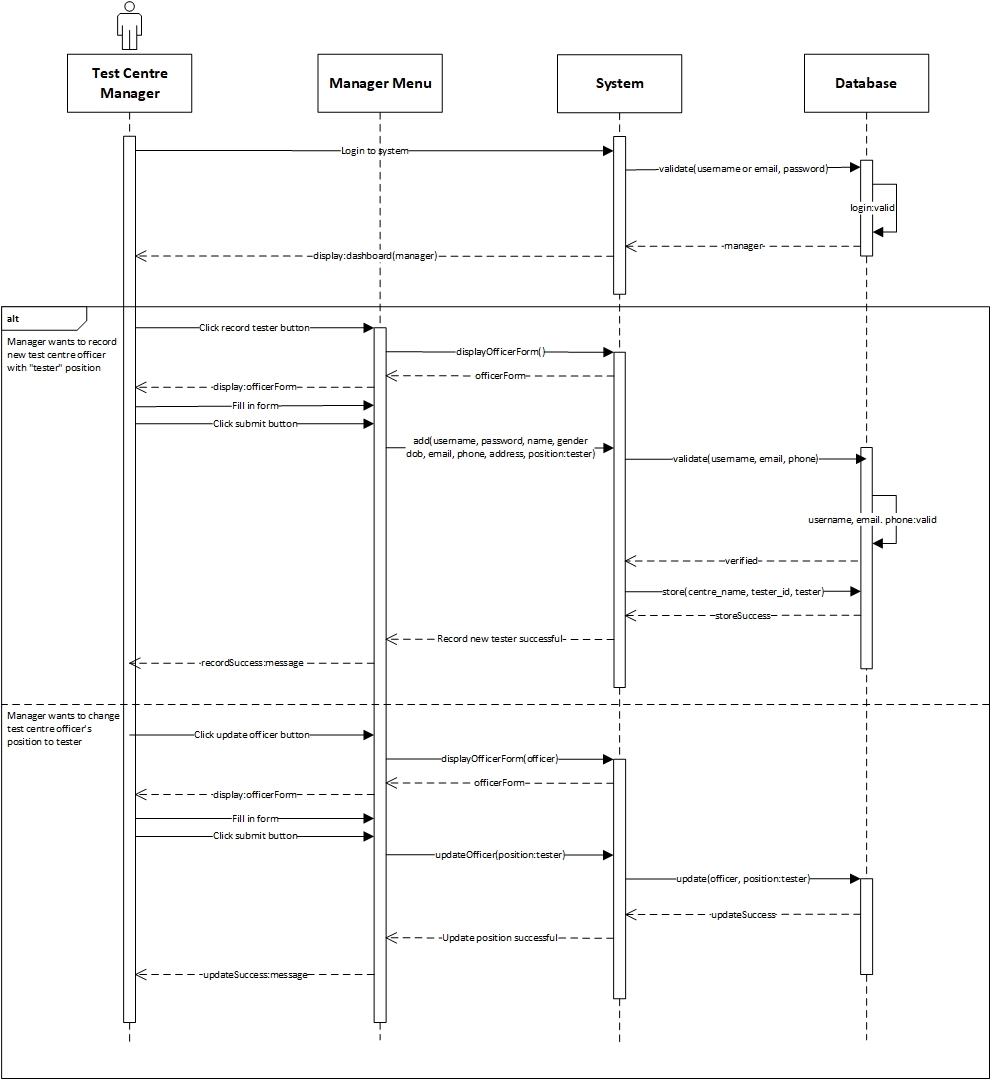 Test Centre
Manager
Manager Menu
System
Database
Login to system
validate(username or email, password)
login:valid
manager
display:dashboard(manager)
alt
Manager wants to record
new test centre officer
with "tester" position
Click record tester button
displayOfficerForm()
officerForm
display:officerForm
Fill in form
Click submit button
add(username, password, name, gender
dob, email, phone, address, position:tester)
validate(username, email, phone)
username, email. phone:valid
verified
store(centre_name, tester_id, tester)
storeSuccess
Record new tester successful
recordSuccess:message
Manager wants to change
test centre officer's
position to tester
Click update officer button
displayOfficerForm(officer)
officerForm
display:officerForm
Fill in form
Click submit button
updateOfficer(position:tester)
update(officer, position:tester)
updateSuccess
Update position successful
updateSuccess:message